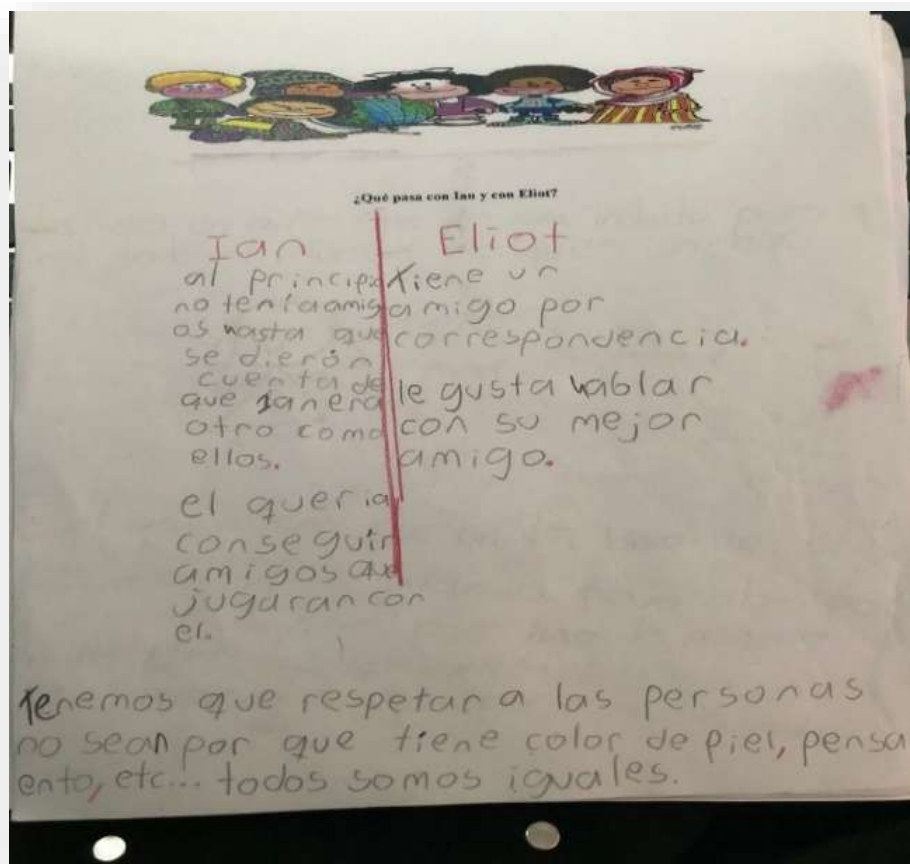 ¿Qué pasa con Ian y con Eliot?
Ian
al principio
no tenía amig
os hasta que
se dierón
cuenta de
que Ian era
otro como
ellos.
el queria
conseguir
amigos que
jugaran con
el.
Eliot
Tiene un
amigo por
correspondencia.
le gusta hablar
con su mejor
amigo.
Tenemos que respetar a las personas
no sean por que tiene color de piel, pensa
ento, etc... todos somos iguales.